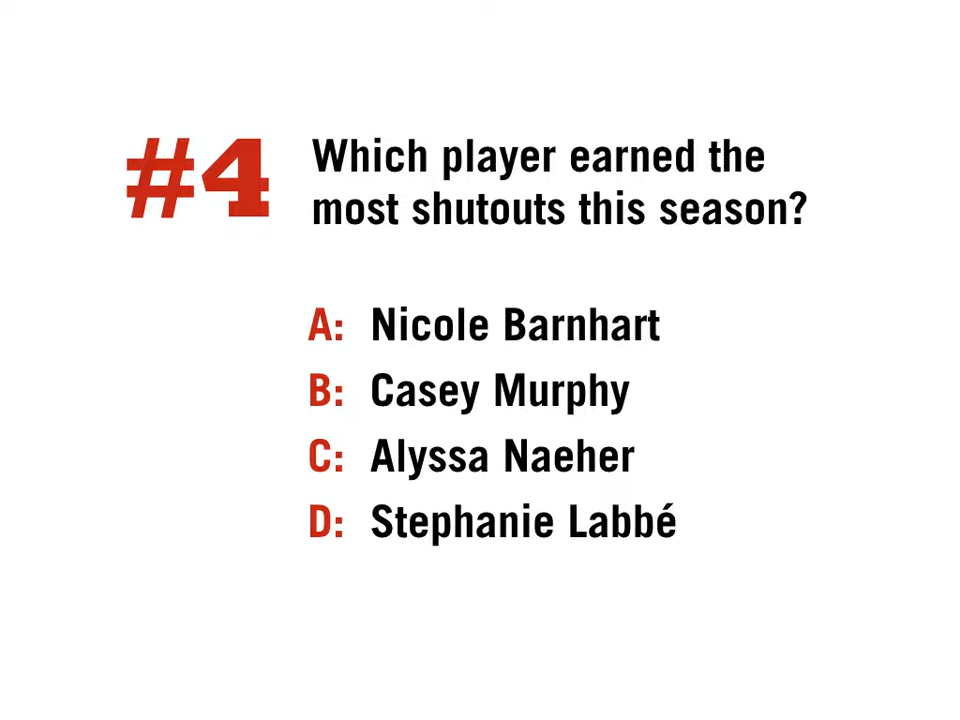 #4 Which player earned the
most shutouts this season?
A: Nicole Barnhart
B: Casey Murphy
C: Alyssa Naeher
D: Stephanie Labbé